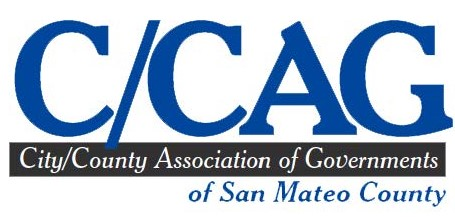 C/CAG
City/County Association of Governments
of San Mateo County